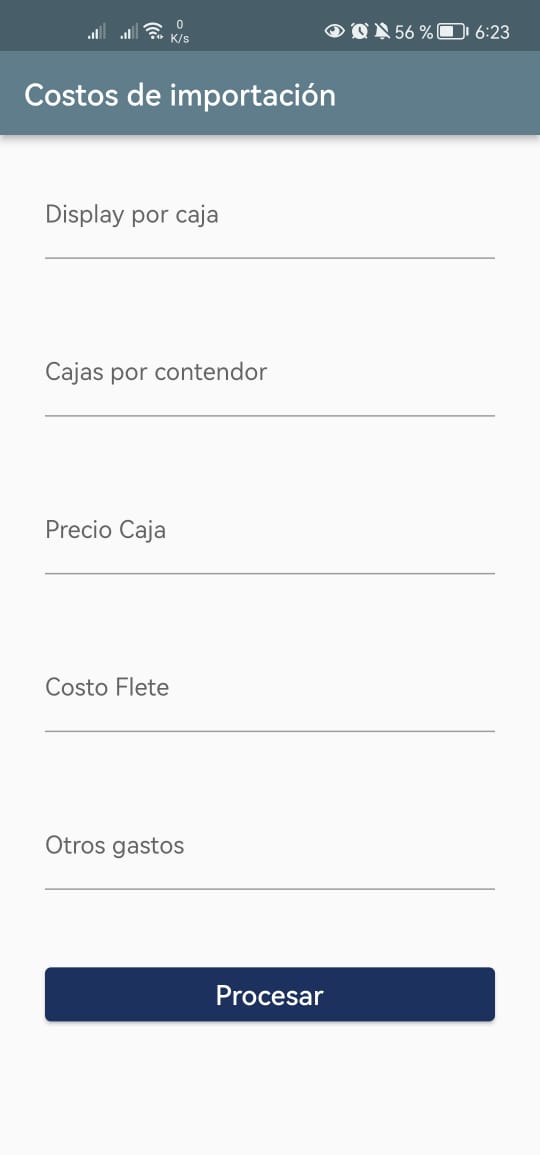 0
K/s
56 %
6:23
Costos de importación
Display por caja
Cajas por contendor
Precio Caja
Costo Flete
Otros gastos
Procesar